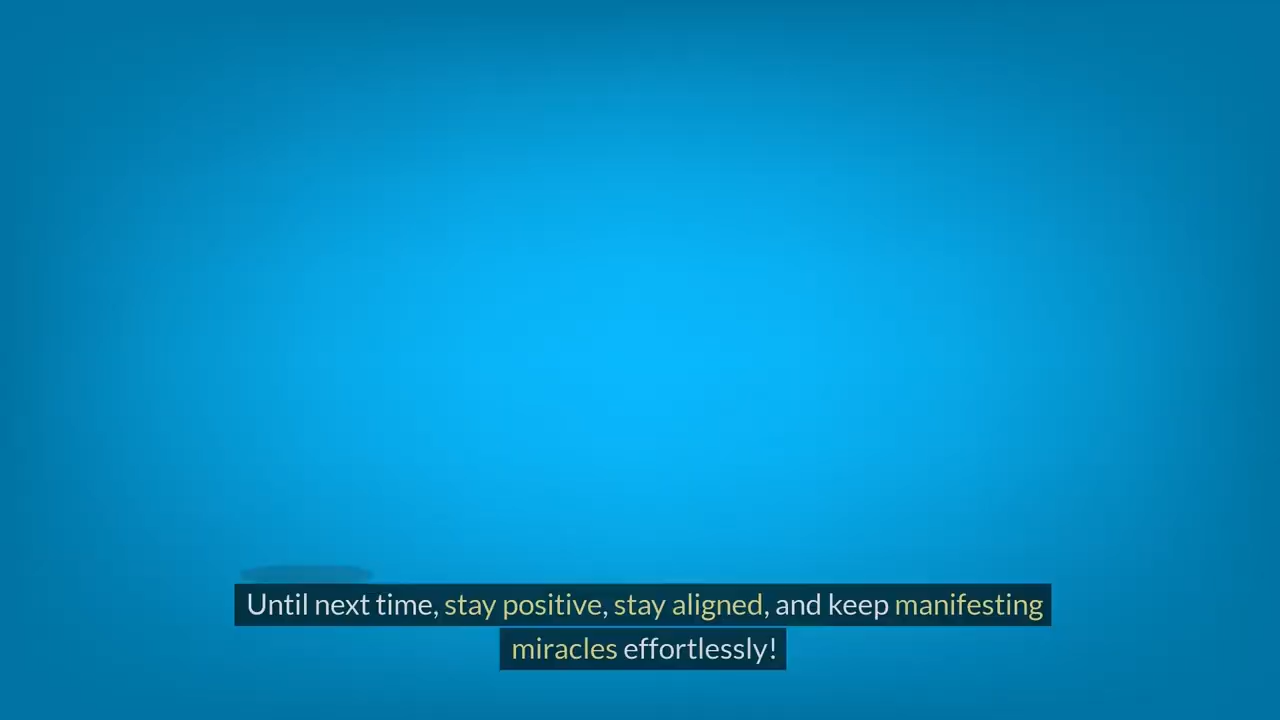 Until next time, stay positive, stay aligned, and keep manifesting
miracles effortlessly!